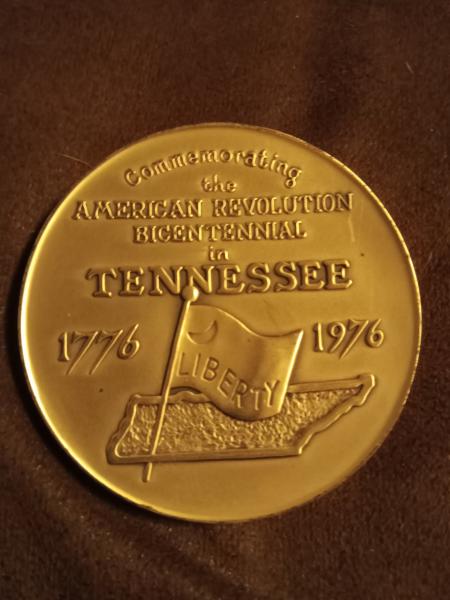 Commemorating
the
AMERICAN REVOLUTION
BICENTENNIAL
in
TENNESSEE
1776 1976
LIBERTY